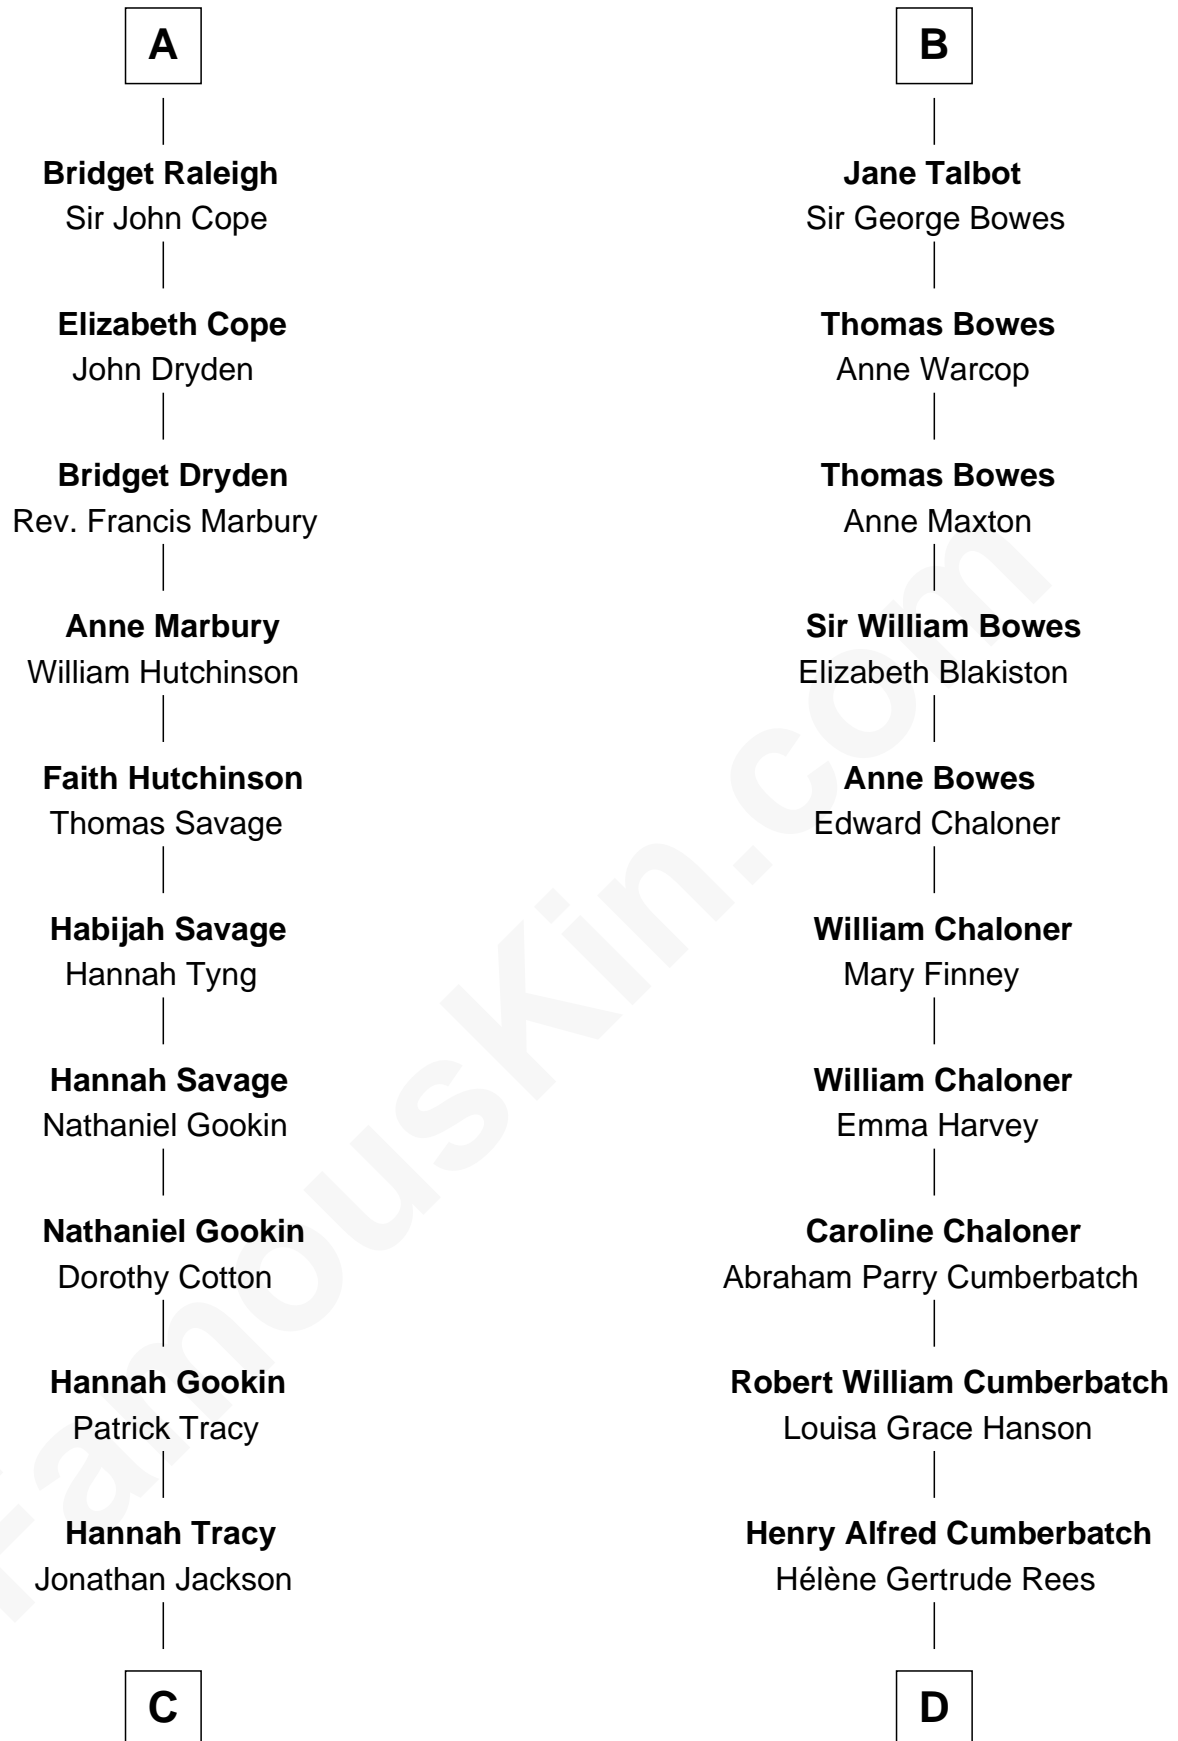 A
Bridget Raleigh
Sir John Cope
Elizabeth Cope
John Dryden
Bridget Dryden
Rev. Francis Marbury
Anne Marbury
William Hutchinson
Faith Hutchinson
Thomas Savage
Habijah Savage
Hannah Tyng
Hannah Savage
Nathaniel Gookin
Nathaniel Gookin
Dorothy Cotton
Hannah Gookin
Patrick Tracy
Hannah Tracy
Jonathan Jackson
C
B
Jane Talbot
Sir George Bowes
Thomas Bowes
Anne Warcop
Thomas Bowes
Anne Maxton
Sir William Bowes
Elizabeth Blakiston
Anne Bowes
Edward Chaloner
William Chaloner
Mary Finney
William Chaloner
Emma Harvey
Caroline Chaloner
Abraham Parry Cumberbatch
Robert William Cumberbatch
Louisa Grace Hanson
Henry Alfred Cumberbatch
Hélène Gertrude Rees
D
FamousKin.com